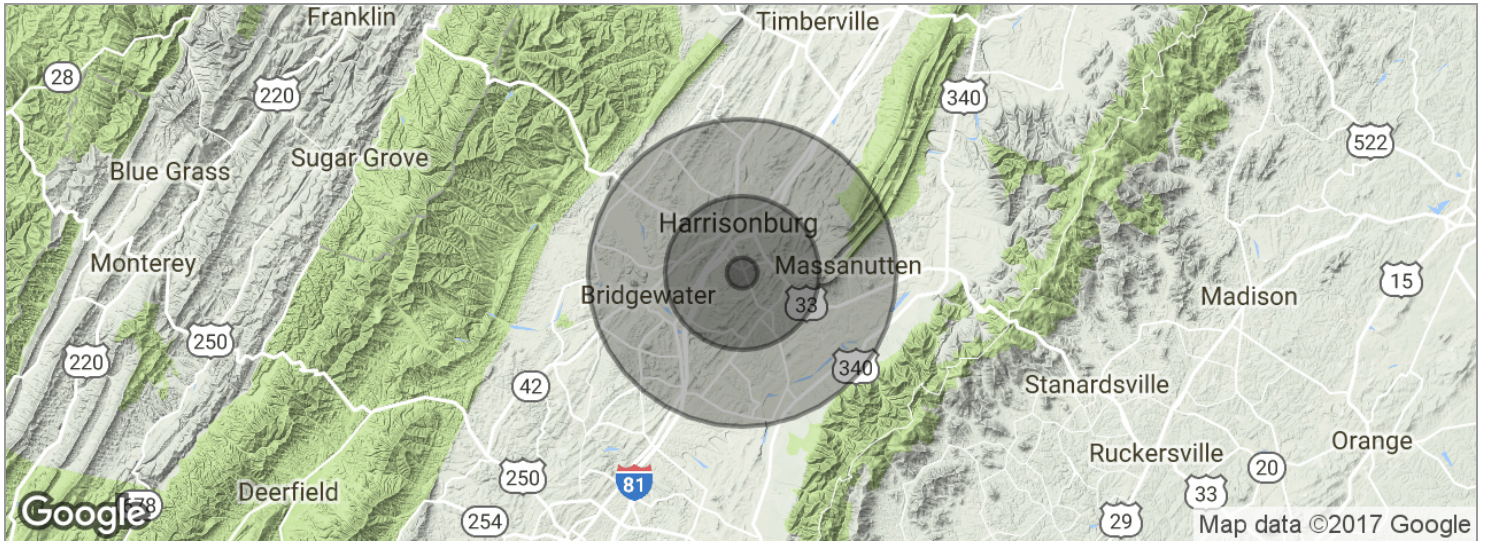 Franklin
Timberville
28
220
340
522
Sugar Grove
Blue Grass
Harrisonburg
Monterey
Massanutten
Bridgewater
33
15
Madison
250
220
340
42
Stanardsville
Orange
Ruckersville
20
250
81
Deerfield
33
678
Google
254
29
Map data ©2017 Google